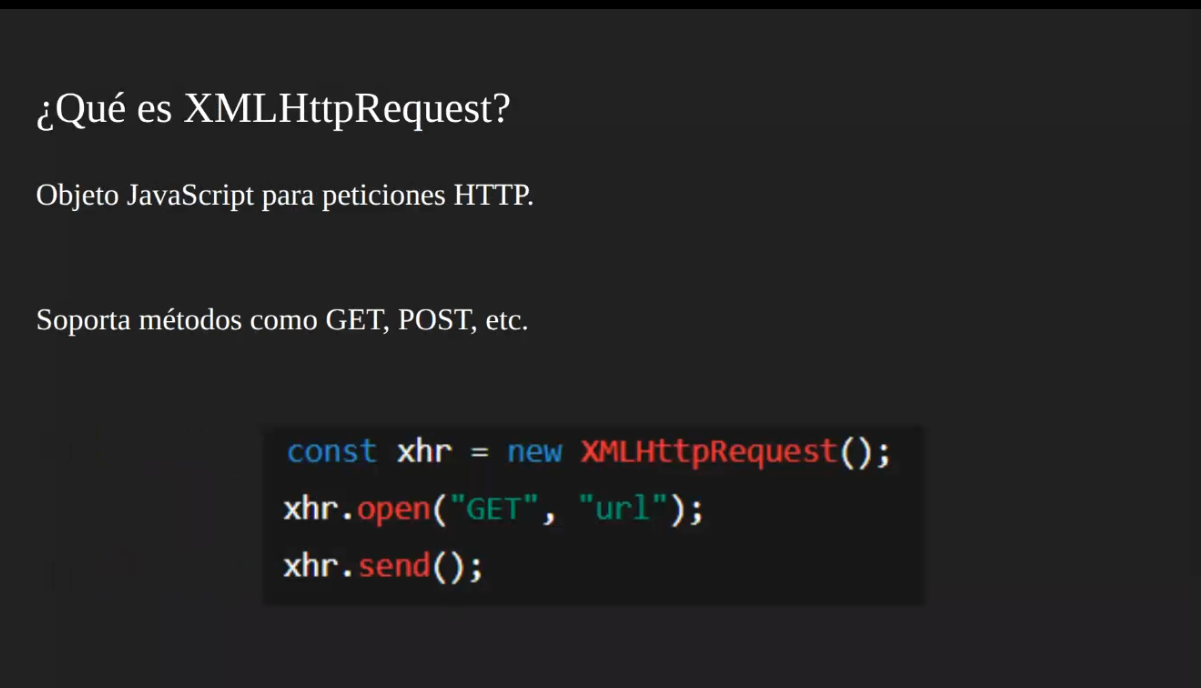 ¿Qué es XMLHttpRequest?
Objeto JavaScript para peticiones HTTP.
Soporta métodos como GET, POST, etc.
const xhr = new XMLHttpRequest();
xhr.open("GET", "url");
xhr.send();